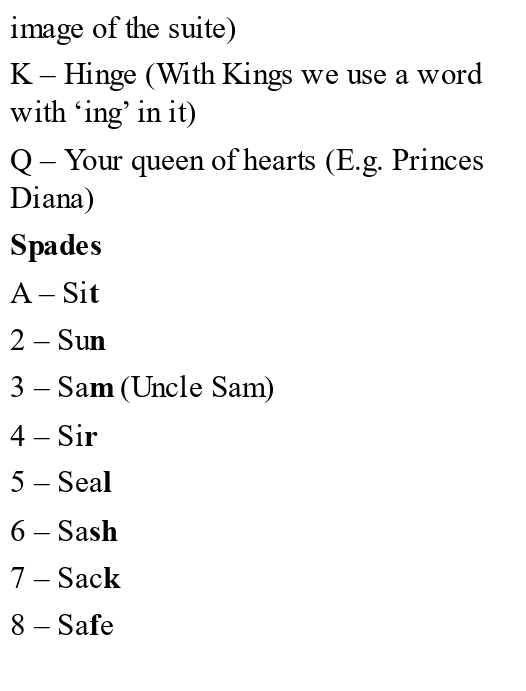 image of the suite)
K – Hinge (With Kings we use a word
with ‘ing’ in it)
Q – Your queen of hearts (E.g. Princes
Diana)
Spades
A – Sit
2 – Sun
3 – Sam (Uncle Sam)
4 – Sir
5 – Seal
6 – Sash
7 – Sack
8 – Safe